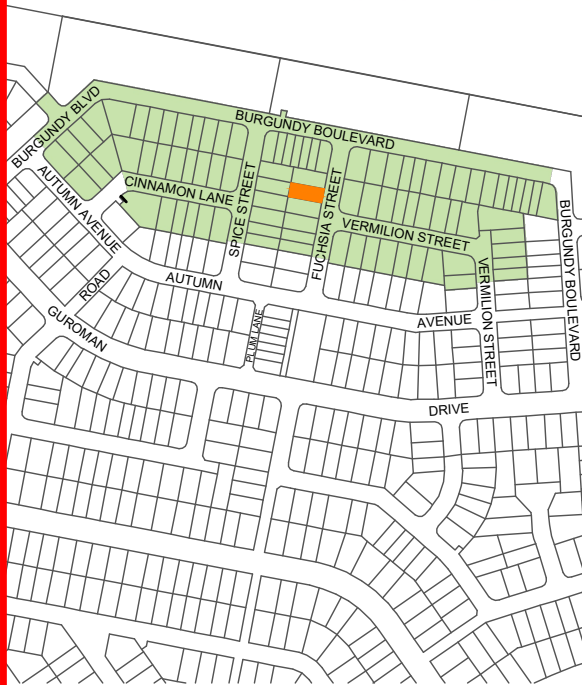 BURGUNDY BLVD
BURGUNDY BOULEVARD
CINNAMON LANE
SPICE STREET
FUCHSIA STREET
AUTUMN AVENUE
VERMILION STREET
BURGUNDY BOULEVARD
VERMILION STREET
ROAD
AUTUMN
AVENUE
PLUM LANE
GUROMAN
DRIVE